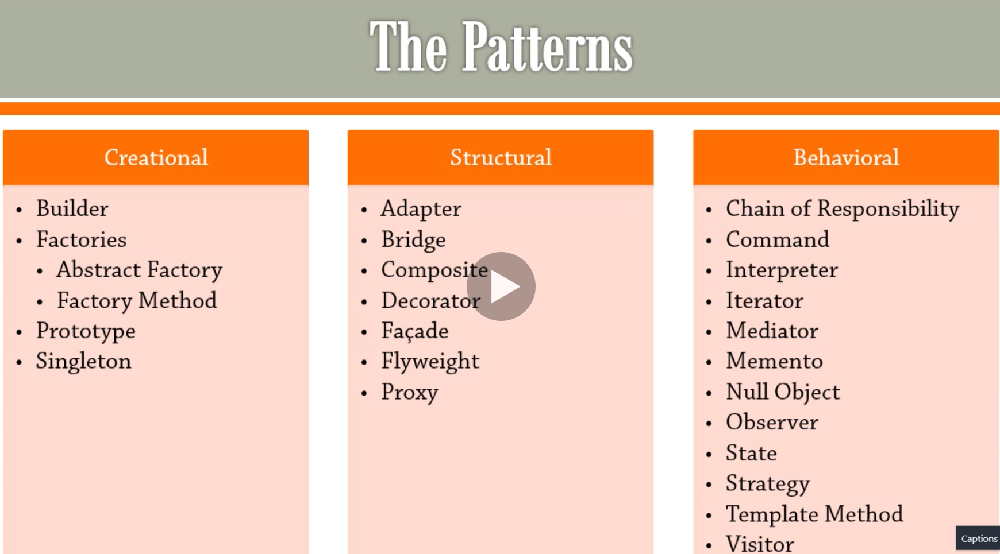 The Patterns
Creational
Builder
Factories
Abstract Factory
Factory Method
Prototype
Singleton
Structural
Adapter
Bridge
Composite
Decorator
Façade
Flyweight
Proxy
Behavioral
Chain of Responsibility
Command
Interpreter
Iterator
Mediator
Memento
Null Object
Observer
State
Strategy
Template Method
Visitor
Captions